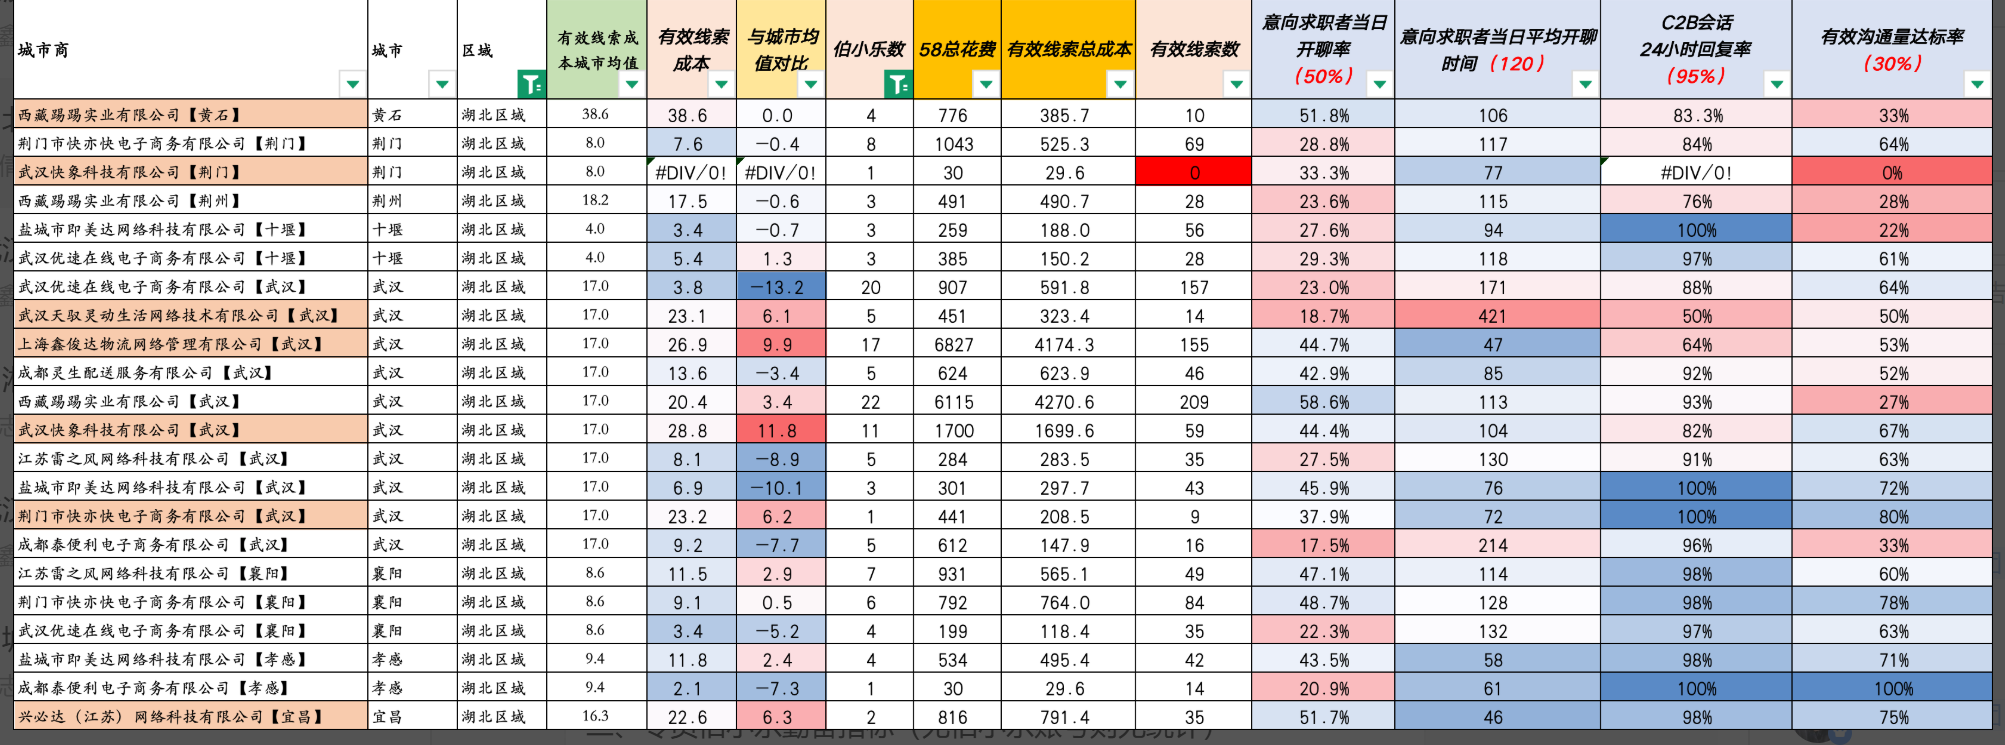 城市商 城市 区域 有效线索成本城市均值 有效线索成本 与城市均值对比 伯小乐数 58总花费 有效线索总成本 有效线索数 意向求职者当日开聊率（50%） 意向求职者当日平均开聊时间（120） C2B会话24小时回复率（95%） 有效沟通量达标率（30%）
西藏踢踢实业有限公司【黄石】 黄石 湖北区域 38.6 38.6 0.0 4 776 385.7 10 51.8% 106 83.3% 33%
荆门市快亦快电子商务有限公司【荆门】 荆门 湖北区域 8.0 7.6 -0.4 8 1043 525.3 69 28.8% 117 84% 64%
武汉快象科技有限公司【荆门】 荆门 湖北区域 8.0 #DIV/0! #DIV/0! 1 30 29.6 0 33.3% 77 #DIV/0! 0%
西藏踢踢实业有限公司【荆州】 荆州 湖北区域 18.2 17.5 -0.6 3 491 490.7 28 23.6% 115 76% 28%
盐城市即美达网络科技有限公司【十堰】 十堰 湖北区域 4.0 3.4 -0.7 3 259 188.0 56 27.6% 94 100% 22%
武汉优速在线电子商务有限公司【十堰】 十堰 湖北区域 4.0 5.4 1.3 3 385 150.2 28 29.3% 118 97% 61%
武汉优速在线电子商务有限公司【武汉】 武汉 湖北区域 17.0 3.8 -13.2 20 907 591.8 157 23.0% 171 88% 64%
武汉天驭灵动生活网络技术有限公司【武汉】 武汉 湖北区域 17.0 23.1 6.1 5 451 323.4 14 18.7% 421 50% 50%
上海鑫俊达物流网络管理有限公司【武汉】 武汉 湖北区域 17.0 26.9 9.9 17 6827 4174.3 155 44.7% 47 64% 53%
成都灵生配送服务有限公司【武汉】 武汉 湖北区域 17.0 13.6 -3.4 5 624 623.9 46 42.9% 85 92% 52%
西藏踢踢实业有限公司【武汉】 武汉 湖北区域 17.0 20.4 3.4 22 6115 4270.6 209 58.6% 113 93% 27%
武汉快象科技有限公司【武汉】 武汉 湖北区域 17.0 28.8 11.8 11 1700 1699.6 59 44.4% 104 82% 67%
江苏雷之风网络科技有限公司【武汉】 武汉 湖北区域 17.0 8.1 -8.9 5 284 283.5 35 27.5% 130 91% 63%
盐城市即美达网络科技有限公司【武汉】 武汉 湖北区域 17.0 6.9 -10.1 3 301 297.7 43 45.9% 76 100% 72%
荆门市快亦快电子商务有限公司【武汉】 武汉 湖北区域 17.0 23.2 6.2 1 441 208.5 9 37.9% 72 100% 80%
成都泰便利电子商务有限公司【武汉】 武汉 湖北区域 17.0 9.2 -7.7 5 612 147.9 16 17.5% 214 96% 33%
江苏雷之风网络科技有限公司【襄阳】 襄阳 湖北区域 8.6 11.5 2.9 7 931 565.1 49 47.1% 114 98% 60%
荆门市快亦快电子商务有限公司【襄阳】 襄阳 湖北区域 8.6 9.1 0.5 6 792 764.0 84 48.7% 128 98% 78%
武汉优速在线电子商务有限公司【襄阳】 襄阳 湖北区域 8.6 3.4 -5.2 4 199 118.4 35 22.3% 132 97% 63%
盐城市即美达网络科技有限公司【孝感】 孝感 湖北区域 9.4 11.8 2.4 4 534 495.4 42 43.5% 58 98% 71%
成都泰便利电子商务有限公司【孝感】 孝感 湖北区域 9.4 2.1 -7.3 1 30 29.6 14 20.9% 61 100% 100%
兴必达（江苏）网络科技有限公司【宜昌】 宜昌 湖北区域 16.3 22.6 6.3 2 816 791.4 35 51.7% 46 98% 75%